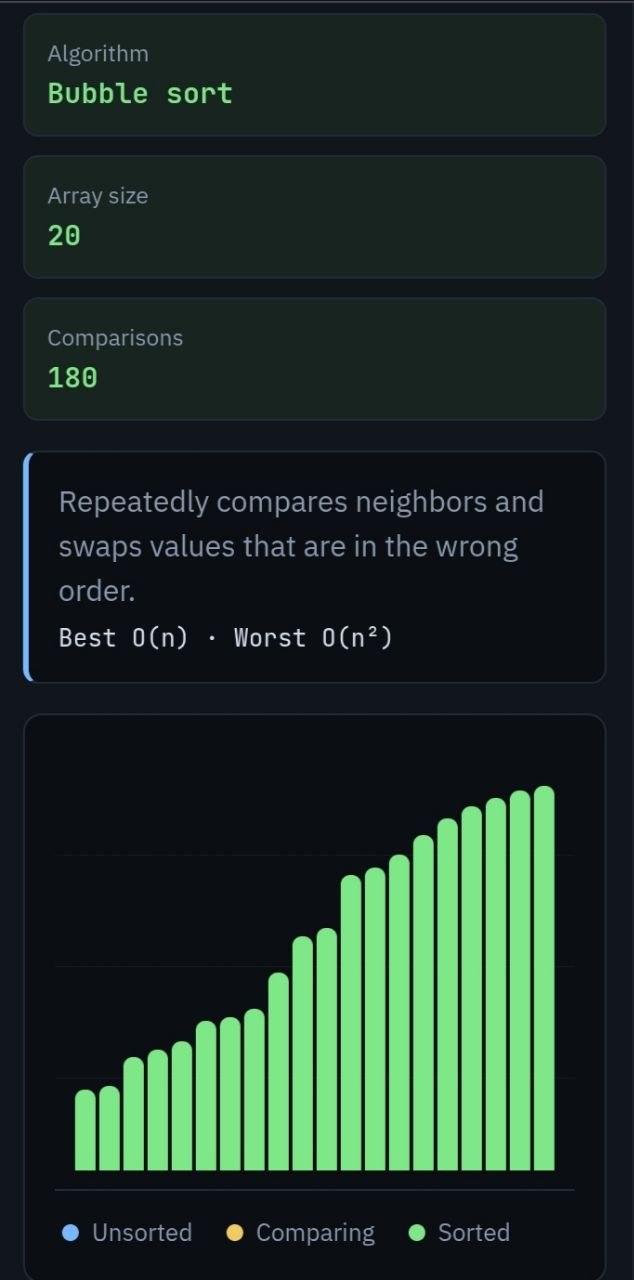 Algorithm
Bubble sort
Array size
20
Comparisons
180
Repeatedly compares neighbors and
swaps values that are in the wrong
order.
Best O(n) · Worst O(n²)
Unsorted Comparing Sorted